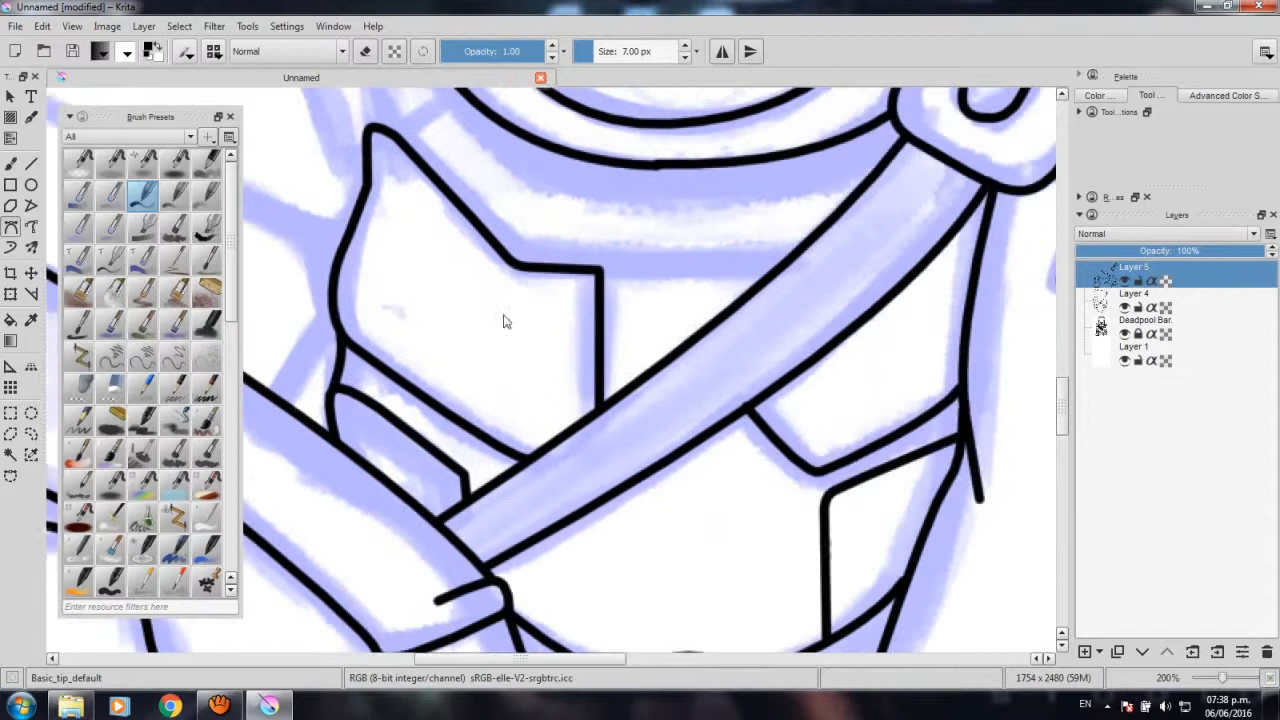 Unnamed [modified] – Krita
File Edit View Image Layer Select Filter Tools Settings Window Help
Normal Opacity: 1.00 Size: 7.00 px
T... Unnamed Palette
Color ... Tool ... Advanced Color S...
Brush Presets Tool...tions
All
R...es
Layers
Normal
Opacity: 100%
Layer 5
Layer 4
Deadpool Bar.
Layer 1
Enter resource filters here
Basic_tip_default RGB (8-bit integer/channel) sRGB-elle-V2-srgbtrc.icc 1754 x 2480 (59M) 200%
EN 07:38 p.m.
06/06/2016